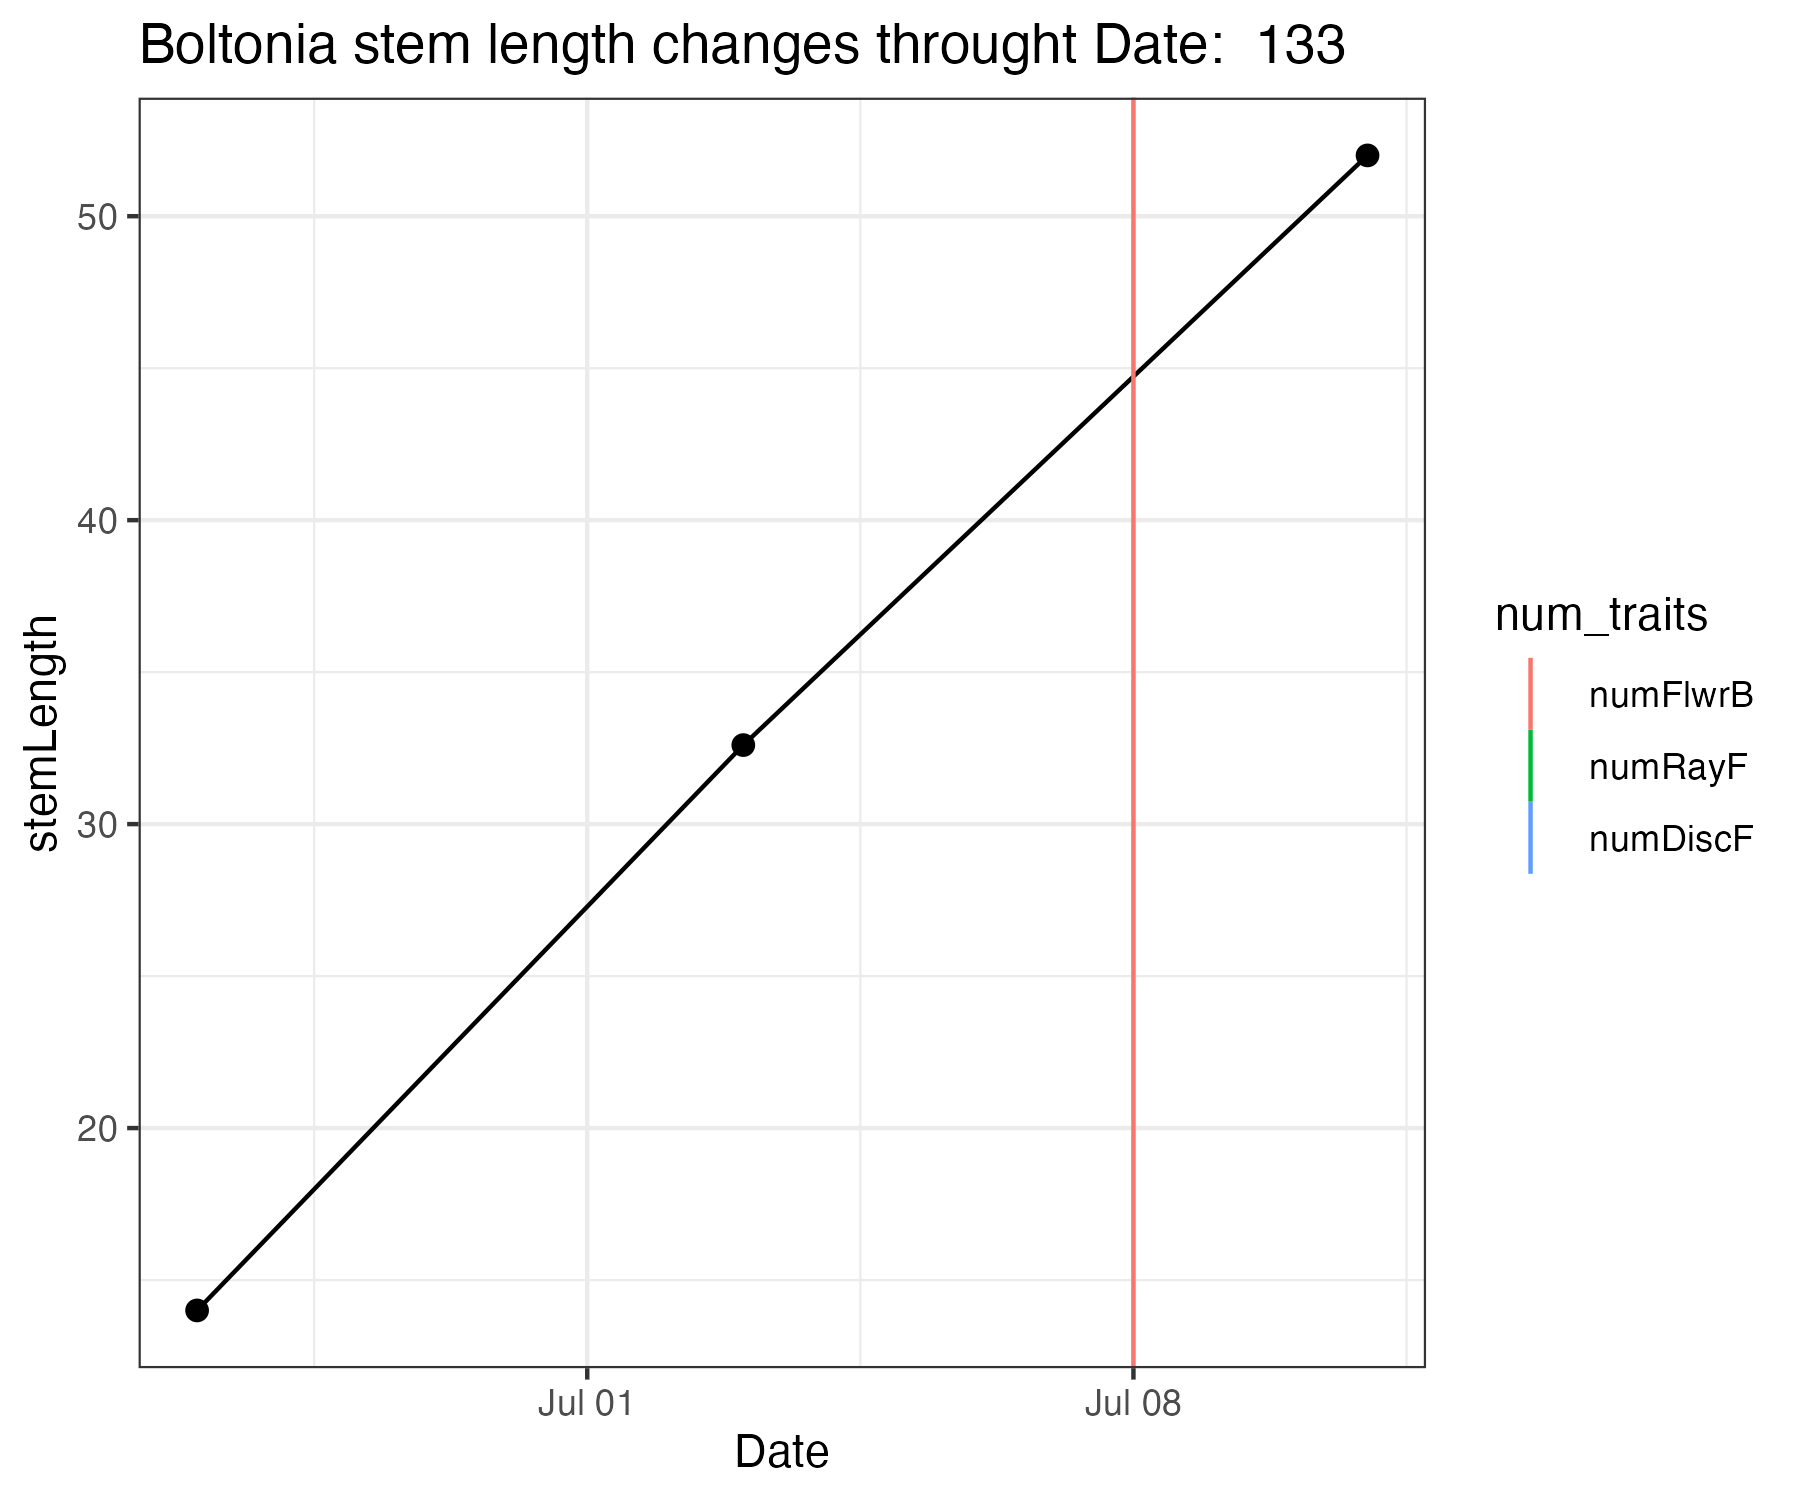 Boltonia stem length changes throught Date:  133
stemLength
50
40
30
20
Jul 01
Jul 08
Date
num_traits
numFlwrB
numRayF
numDiscF